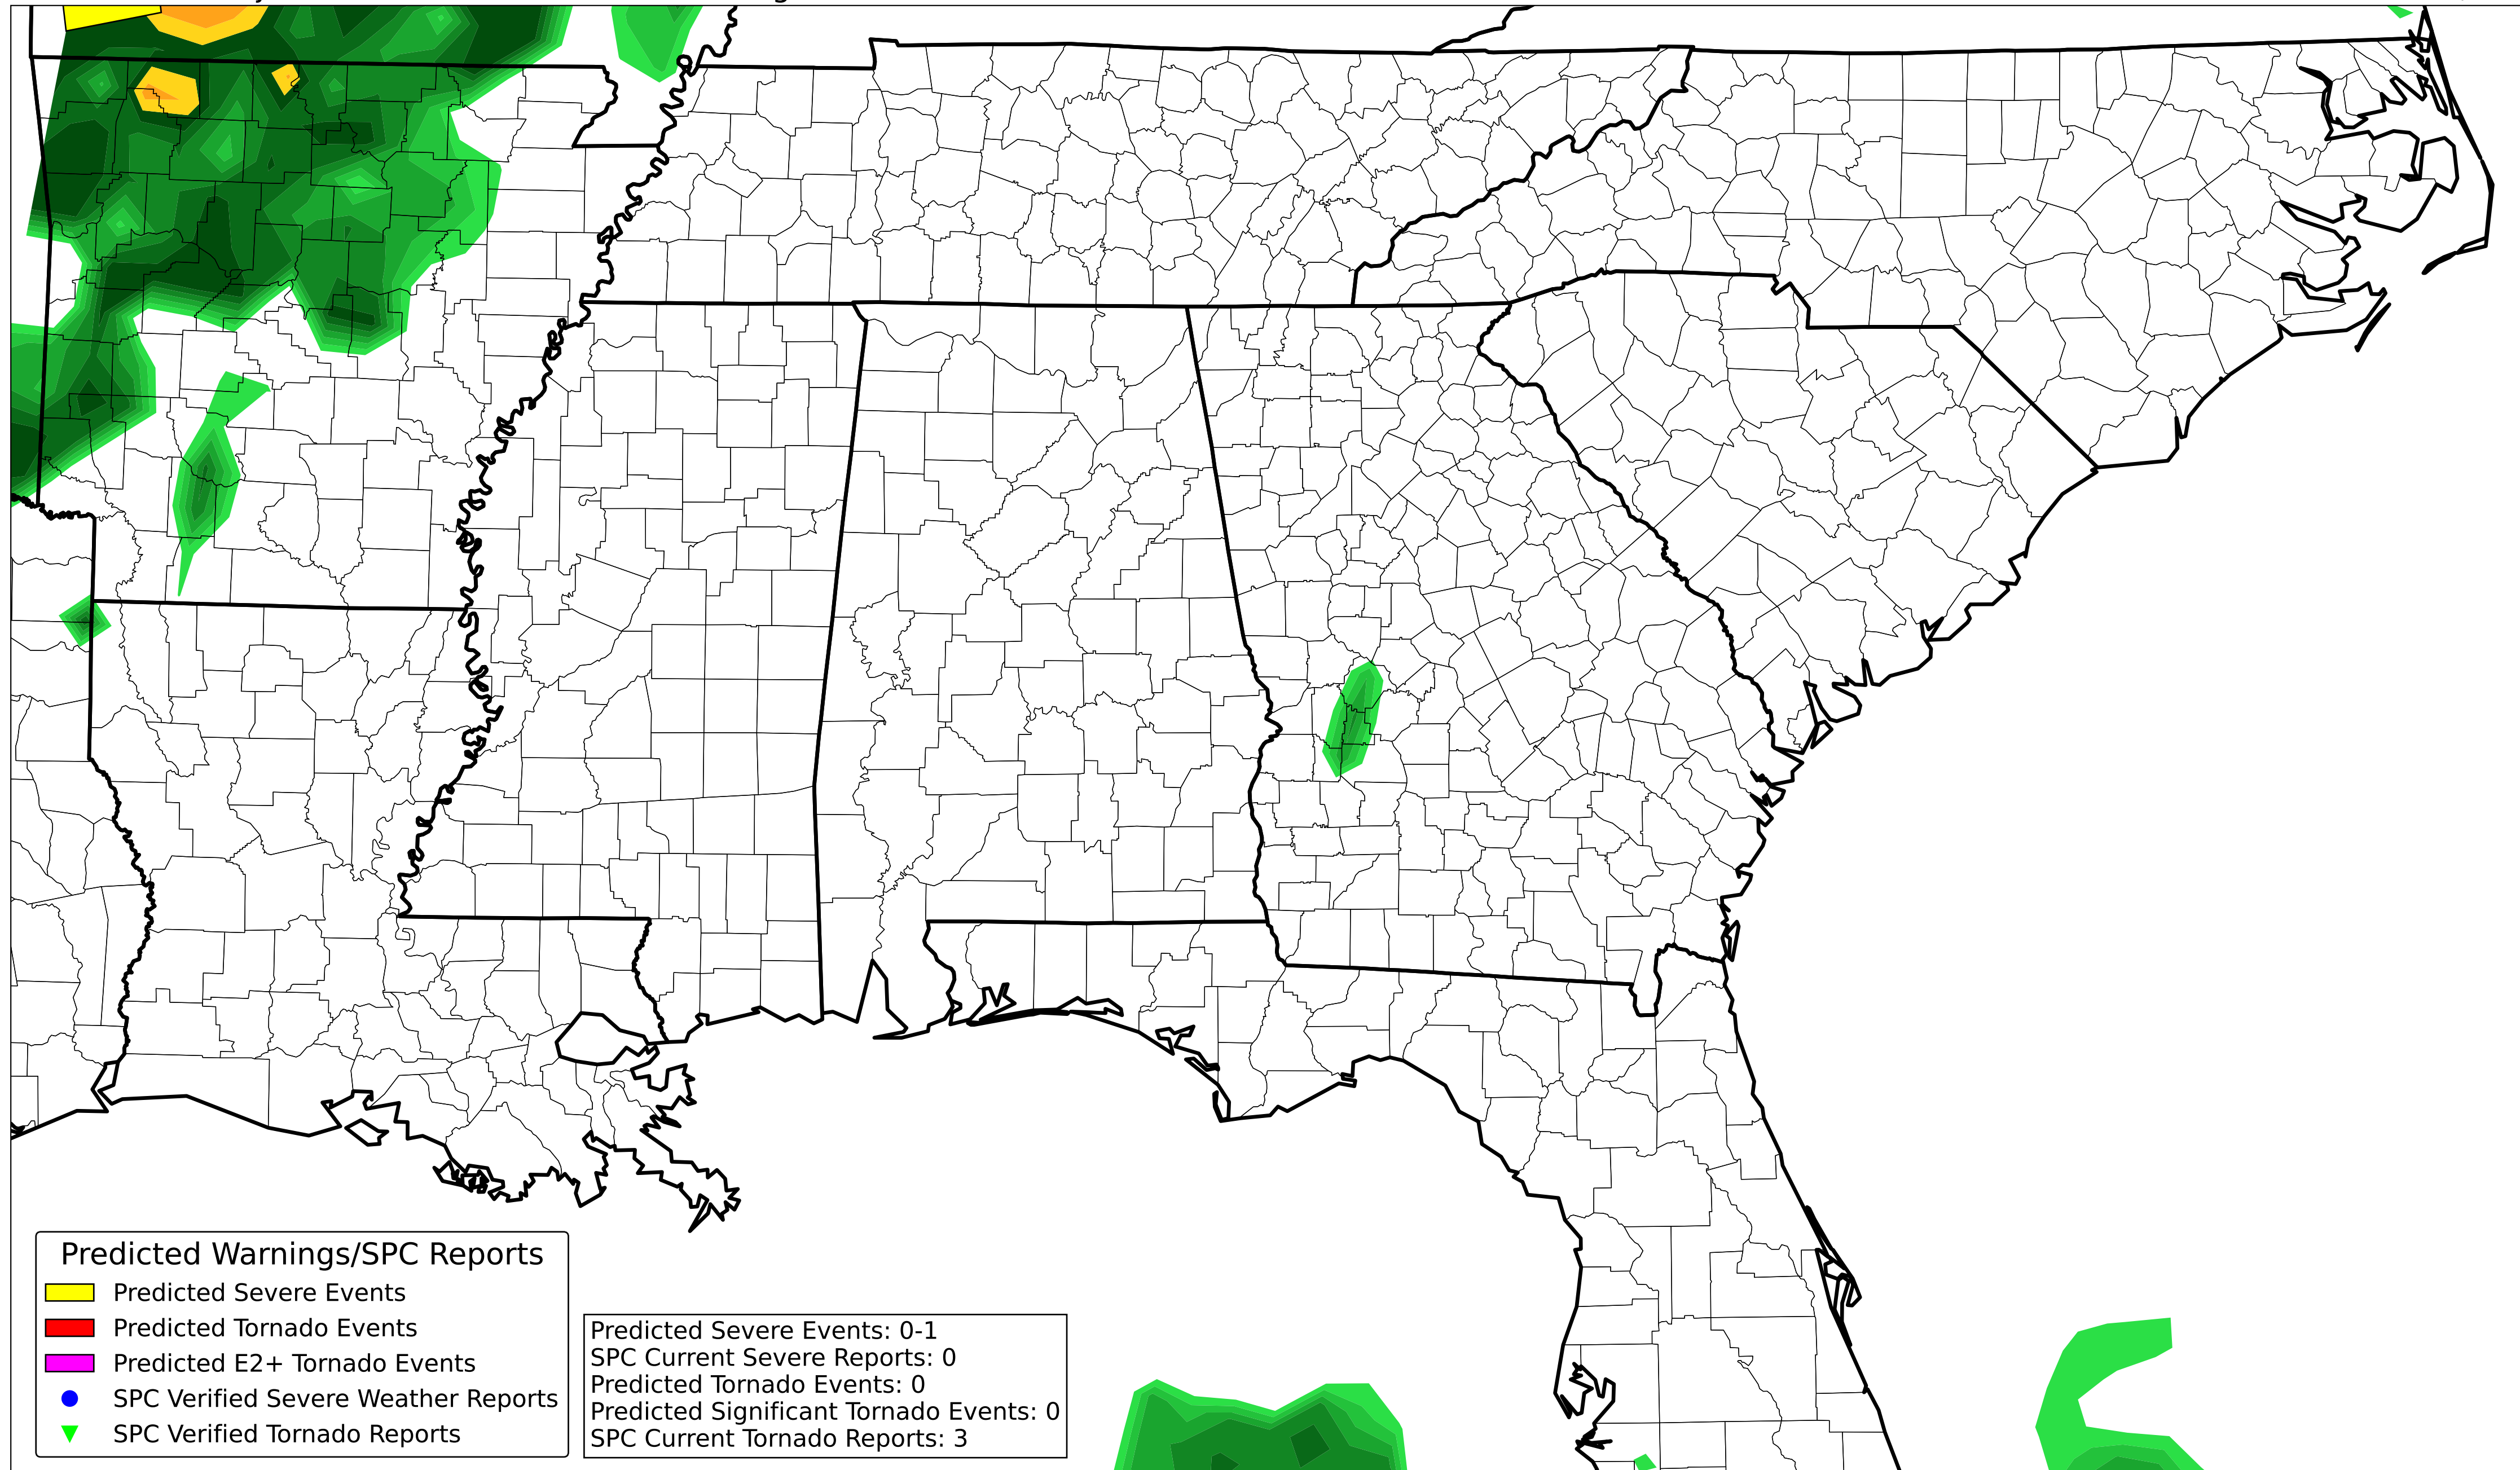 Predicted Warnings/SPC Reports
Predicted Severe Events
Predicted Tornado Events
Predicted E2+ Tornado Events
SPC Verified Severe Weather Reports
SPC Verified Tornado Reports
Predicted Severe Events: 0-1
SPC Current Severe Reports: 0
Predicted Tornado Events: 0
Predicted Significant Tornado Events: 0
SPC Current Tornado Reports: 3